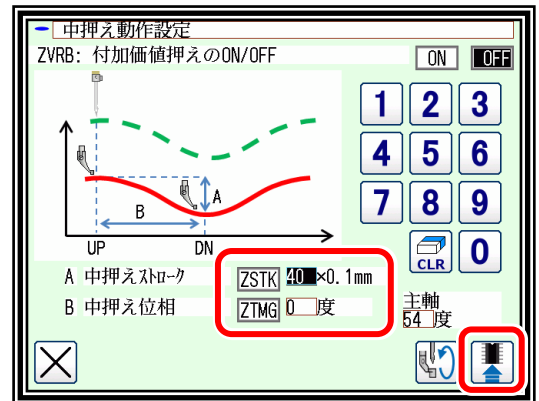 中押え動作設定
ZVRB: 付加価値押えのON/OFF ON OFF
A
B
UP DN
1 2 3
4 5 6
7 8 9
CLR 0
A 中押えストローク ZSTK 40 ×0.1mm
B 中押え位相 ZTMG 0 度
主軸
54 度